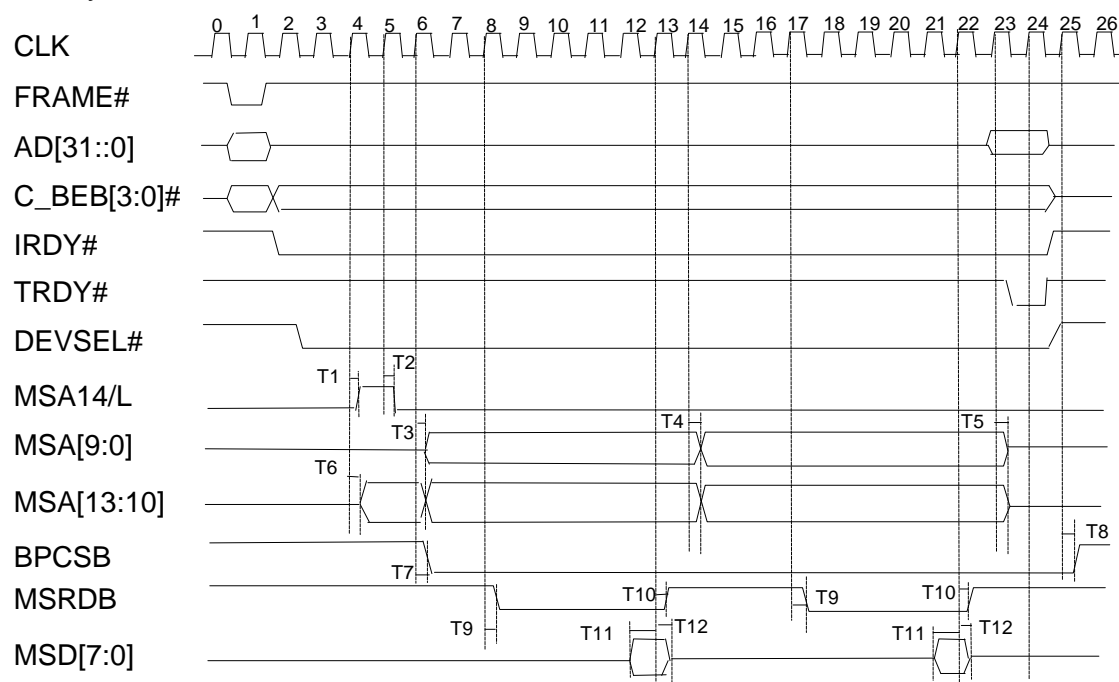 0 1 2 3 4 5 6 7 8 9 10 11 12 13 14 15 16 17 18 19 20 21 22 23 24 25 26
CLK
FRAME#
AD[31::0]
C_BEB[3:0]#
IRDY#
TRDY#
DEVSEL#
T1 T2
MSA14/L
T3 T4 T5
MSA[9:0]
T6
MSA[13:10]
T8
BPCSB
T7
MSRDB
T10 T9 T10
T9 T11 T12 T11 T12
MSD[7:0]